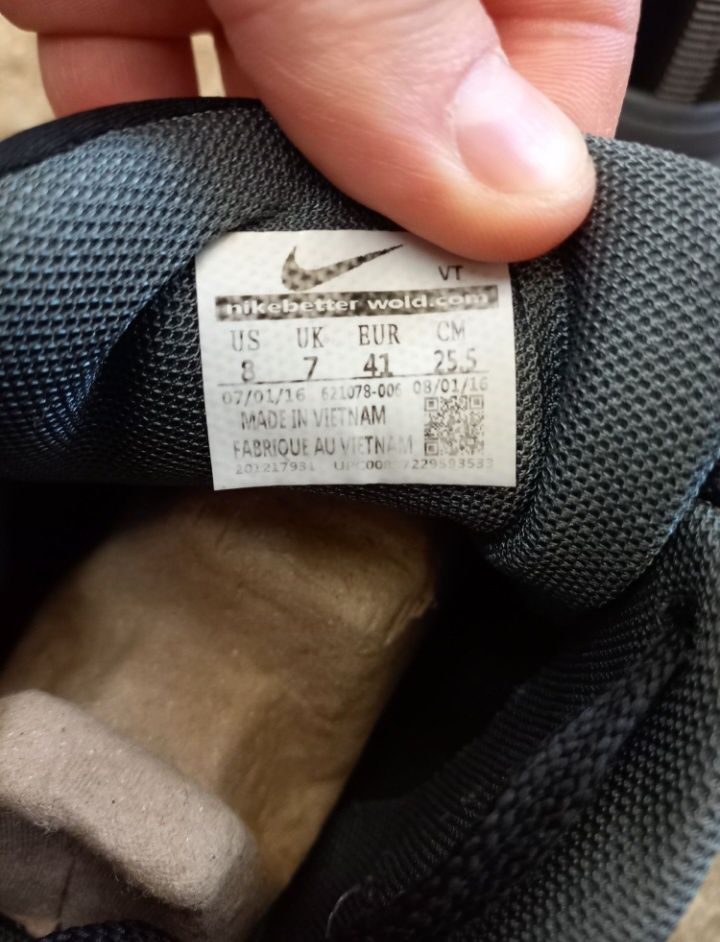 VT
nikebetter wold.com
US UK EUR CM
8 7 41 25.5
07/01/16 621078-006 08/01/16
MADE IN VIETNAM
FABRIQUE AU VIETNAM
201217931